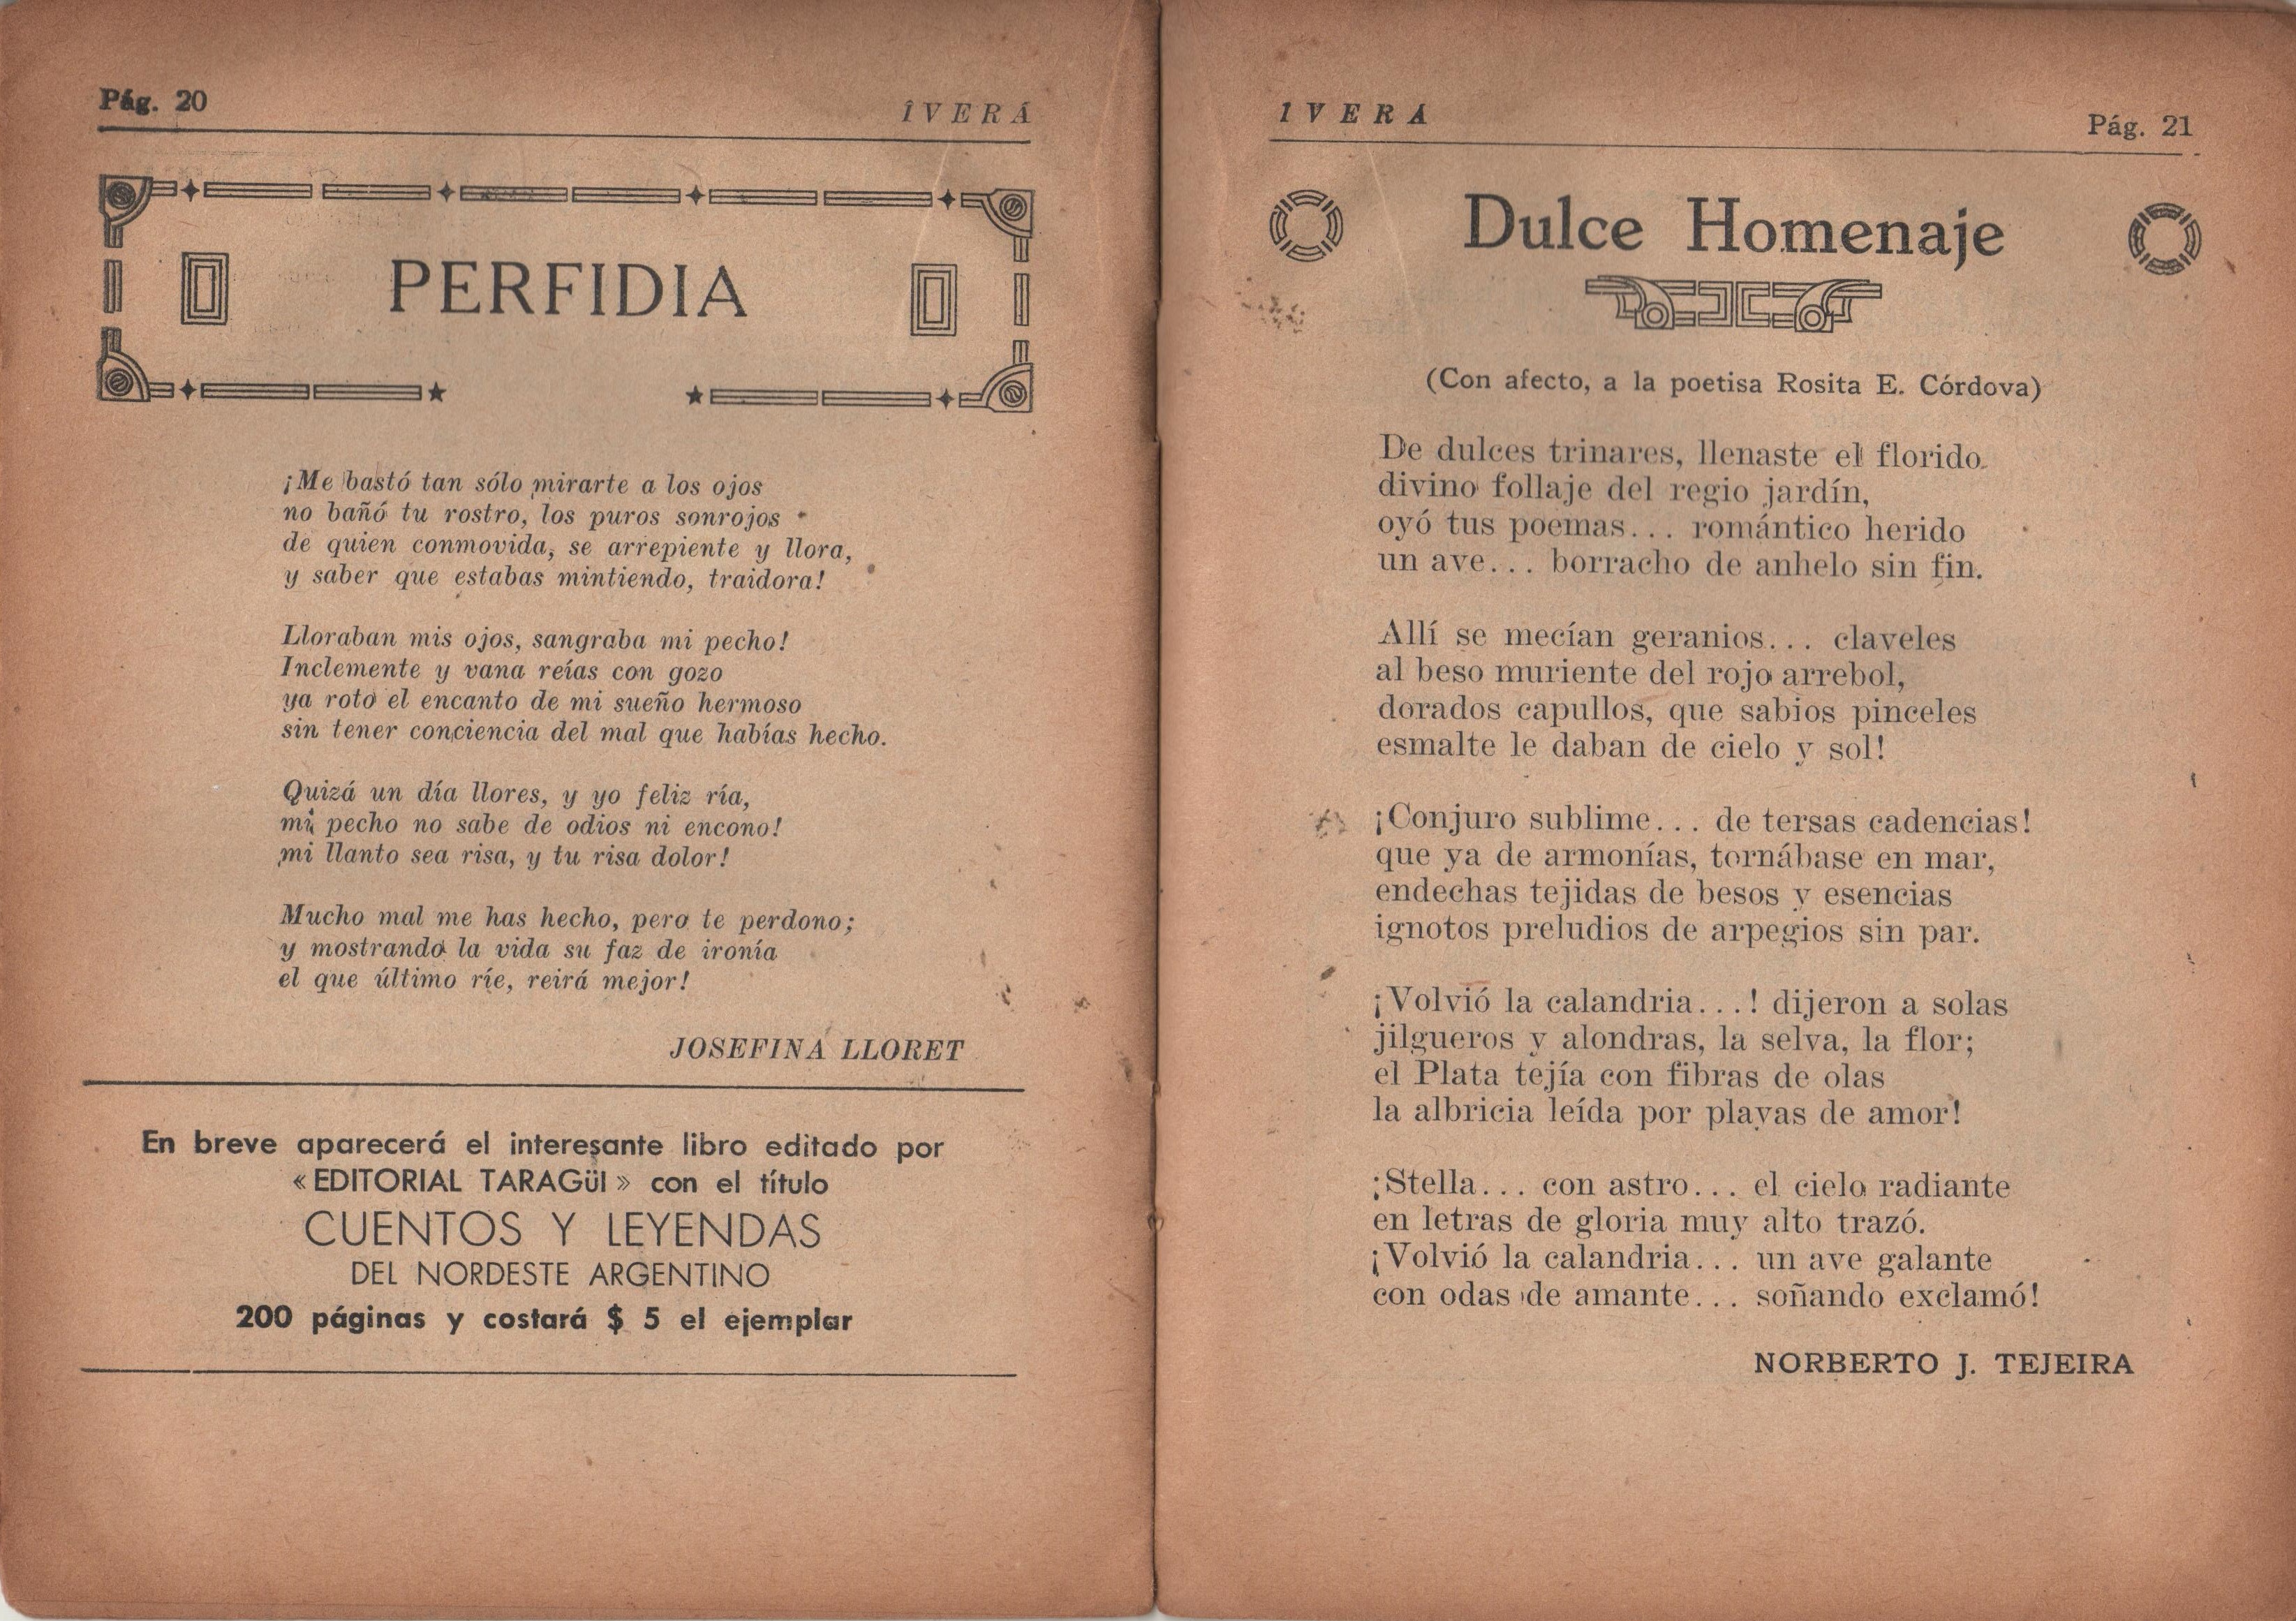 Pág. 20
ÎVERÁ
PERFIDIA
¡Me bastó tan sólo mirarte a los ojos
no bañó tu rostro, los puros sonrojos
de quien conmovida, se arrepiente y llora,
y saber que estabas mintiendo, traidora!
Lloraban mis ojos, sangraba mi pecho!
Inclemente y vana reías con gozo
ya roto el encanto de mi sueño hermoso
sin tener conciencia del mal que habías hecho.
Quizá un día llores, y yo feliz ría,
mi pecho no sabe de odios ni encono!
mi llanto sea risa, y tu risa dolor!
Mucho mal me has hecho, pero te perdono;
y mostrando la vida su faz de ironía
el que último ríe, reirá mejor!
JOSEFINA LLORET
En breve aparecerá el interesante libro editado por
«EDITORIAL TARAGüI» con el título
CUENTOS Y LEYENDAS
DEL NORDESTE ARGENTINO
200 páginas y costará $ 5 el ejemplar
IVERÁ
Pág. 21
Dulce Homenaje
(Con afecto, a la poetisa Rosita E. Córdova)
De dulces trinares, llenaste el florido
divino follaje del regio jardín,
oyó tus poemas... romántico herido
un ave... borracho de anhelo sin fin.
Allí se mecían geranios... claveles
al beso muriente del rojo arrebol,
dorados capullos, que sabios pinceles
esmalte le daban de cielo y sol!
¡Conjuro sublime... de tersas cadencias!
que ya de armonías, tornábase en mar,
endechas tejidas de besos y esencias
ignotos preludios de arpegios sin par.
¡Volvió la calandria...! dijeron a solas
jilgueros y alondras, la selva, la flor;
el Plata tejía con fibras de olas
la albricia leída por playas de amor!
¡Stella... con astro... el cielo radiante
en letras de gloria muy alto trazó.
¡Volvió la calandria... un ave galante
con odas de amante... soñando exclamó!
NORBERTO J. TEJEIRA